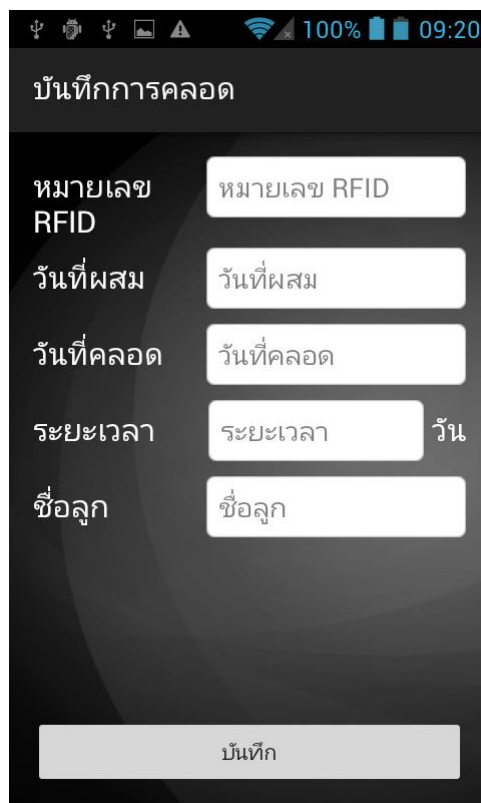 100% 09:20
บันทึกการคลอด
หมายเลข RFID
หมายเลข
RFID
วันที่ผสม วันที่ผสม
วันที่คลอด วันที่คลอด
ระยะเวลา ระยะเวลา วัน
ชื่อลูก ชื่อลูก
บันทึก